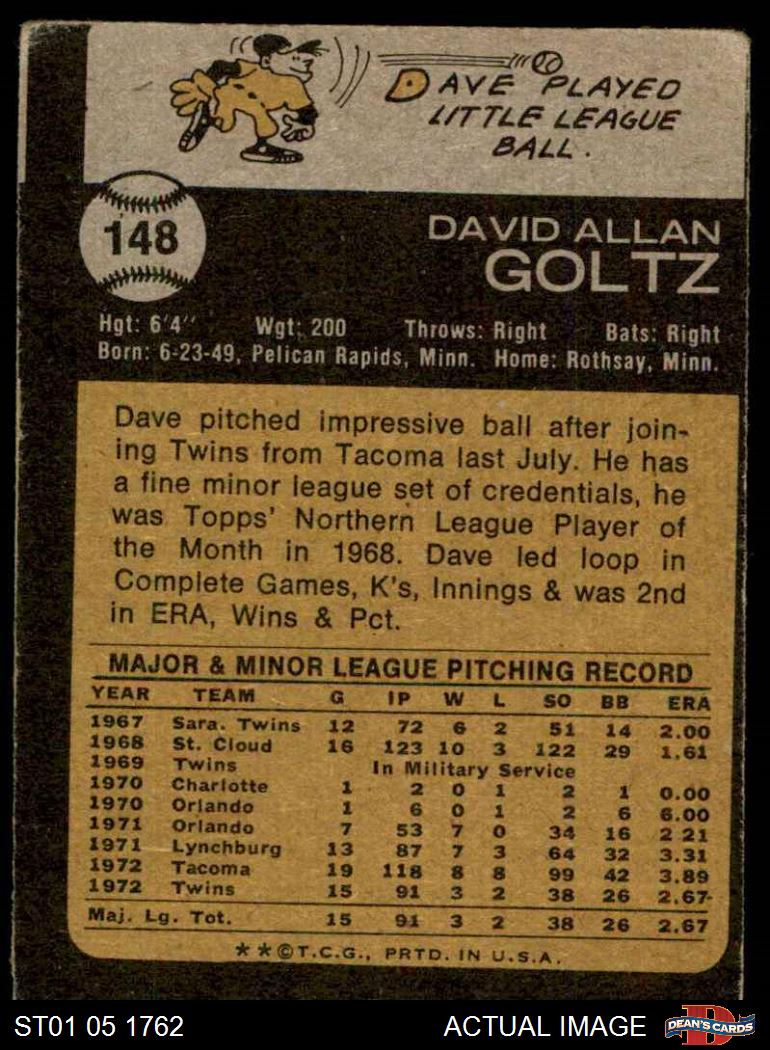 DAVE PLAYED
LITTLE LEAGUE
BALL.
148
DAVID ALLAN
GOLTZ
Hgt: 6'4" Wgt: 200 Throws: Right Bats: Right
Born: 6-23-49, Pelican Rapids, Minn. Home: Rothsay, Minn.
Dave pitched impressive ball after join-
ing Twins from Tacoma last July. He has
a fine minor league set of credentials, he
was Topps' Northern League Player of
the Month in 1968. Dave led loop in
Complete Games, K's, Innings & was 2nd
in ERA, Wins & Pct.
MAJOR & MINOR LEAGUE PITCHING RECORD
YEAR TEAM G IP W L SO BB ERA
1967 Sara. Twins 12 72 6 2 51 14 2.00
1968 St. Cloud 16 123 10 3 122 29 1.61
1969 Twins In Military Service
1970 Charlotte 1 2 0 1 2 1 0.00
1970 Orlando 1 6 0 1 2 6 6.00
1971 Orlando 7 53 7 0 34 16 2 21
1971 Lynchburg 13 87 7 3 64 32 3.31
1972 Tacoma 19 118 8 8 99 42 3.89
1972 Twins 15 91 3 2 38 26 2.67
Maj. Lg. Tot. 15 91 3 2 38 26 2.67
**©T.C.G., PRTD. IN U.S.A.
ST01 05 1762 ACTUAL IMAGE DEAN'S CARDS